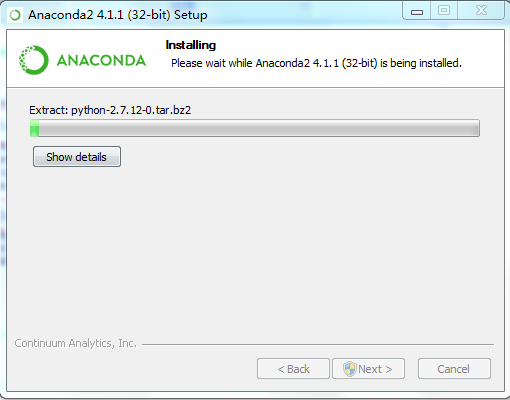 Anaconda2 4.1.1 (32-bit) Setup
ANACONDA
Installing
Please wait while Anaconda2 4.1.1 (32-bit) is being installed.
Extract: python-2.7.12-0.tar.bz2
Show details
Continuum Analytics, Inc.
< Back
Next >
Cancel